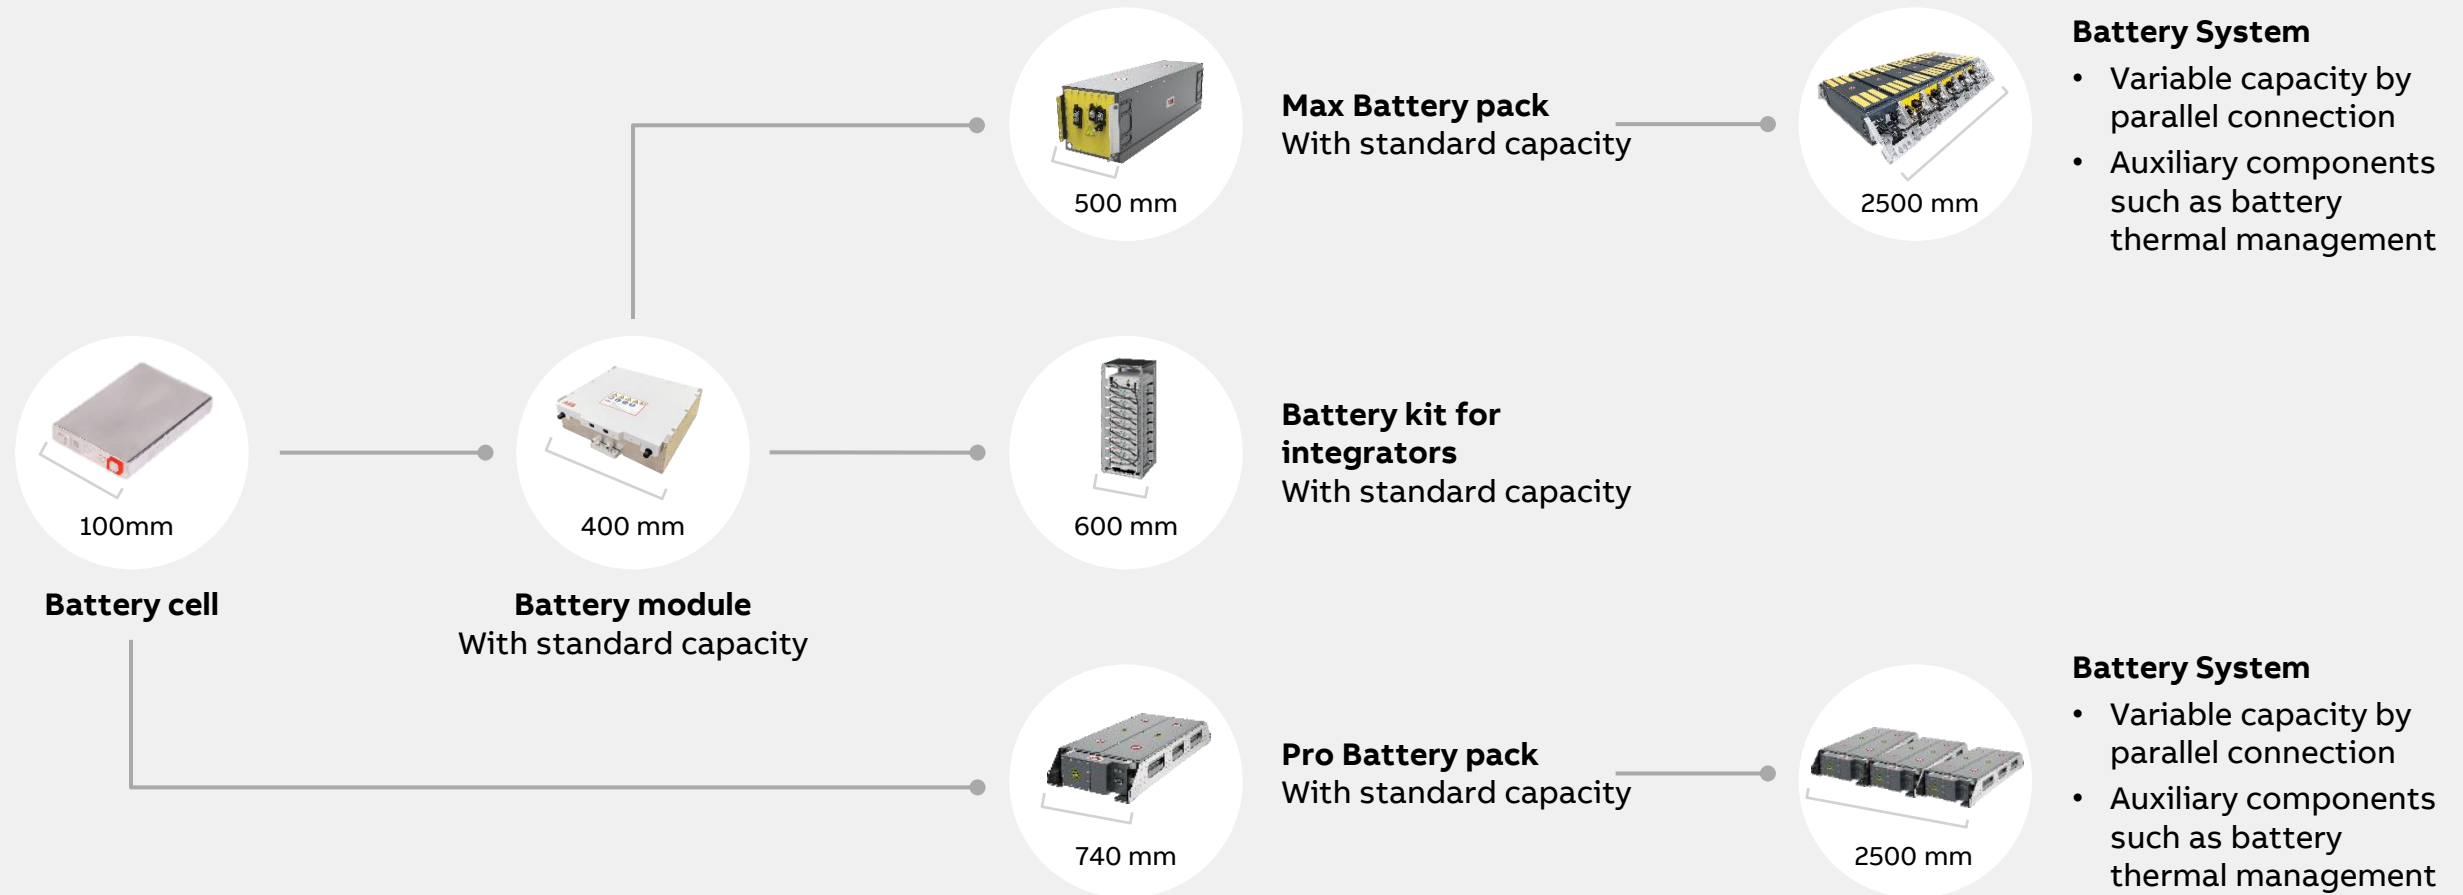 Battery System
• Variable capacity by
parallel connection
• Auxiliary components
such as battery
thermal management
Max Battery pack
With standard capacity
500 mm
2500 mm
Battery kit for
integrators
With standard capacity
100mm
400 mm
600 mm
Battery cell
Battery module
With standard capacity
Battery System
• Variable capacity by
parallel connection
• Auxiliary components
such as battery
thermal management
Pro Battery pack
With standard capacity
740 mm
2500 mm
ABB